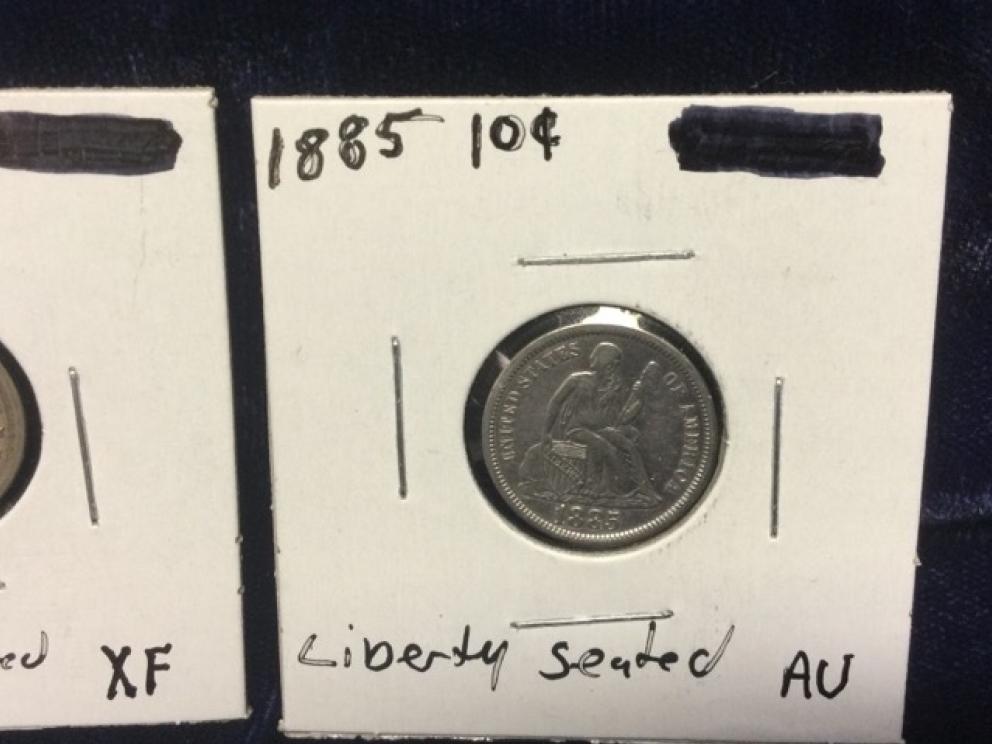 1885 10¢
UNITED STATES OF AMERICA
1885
Liberty Seated AU
ed XF